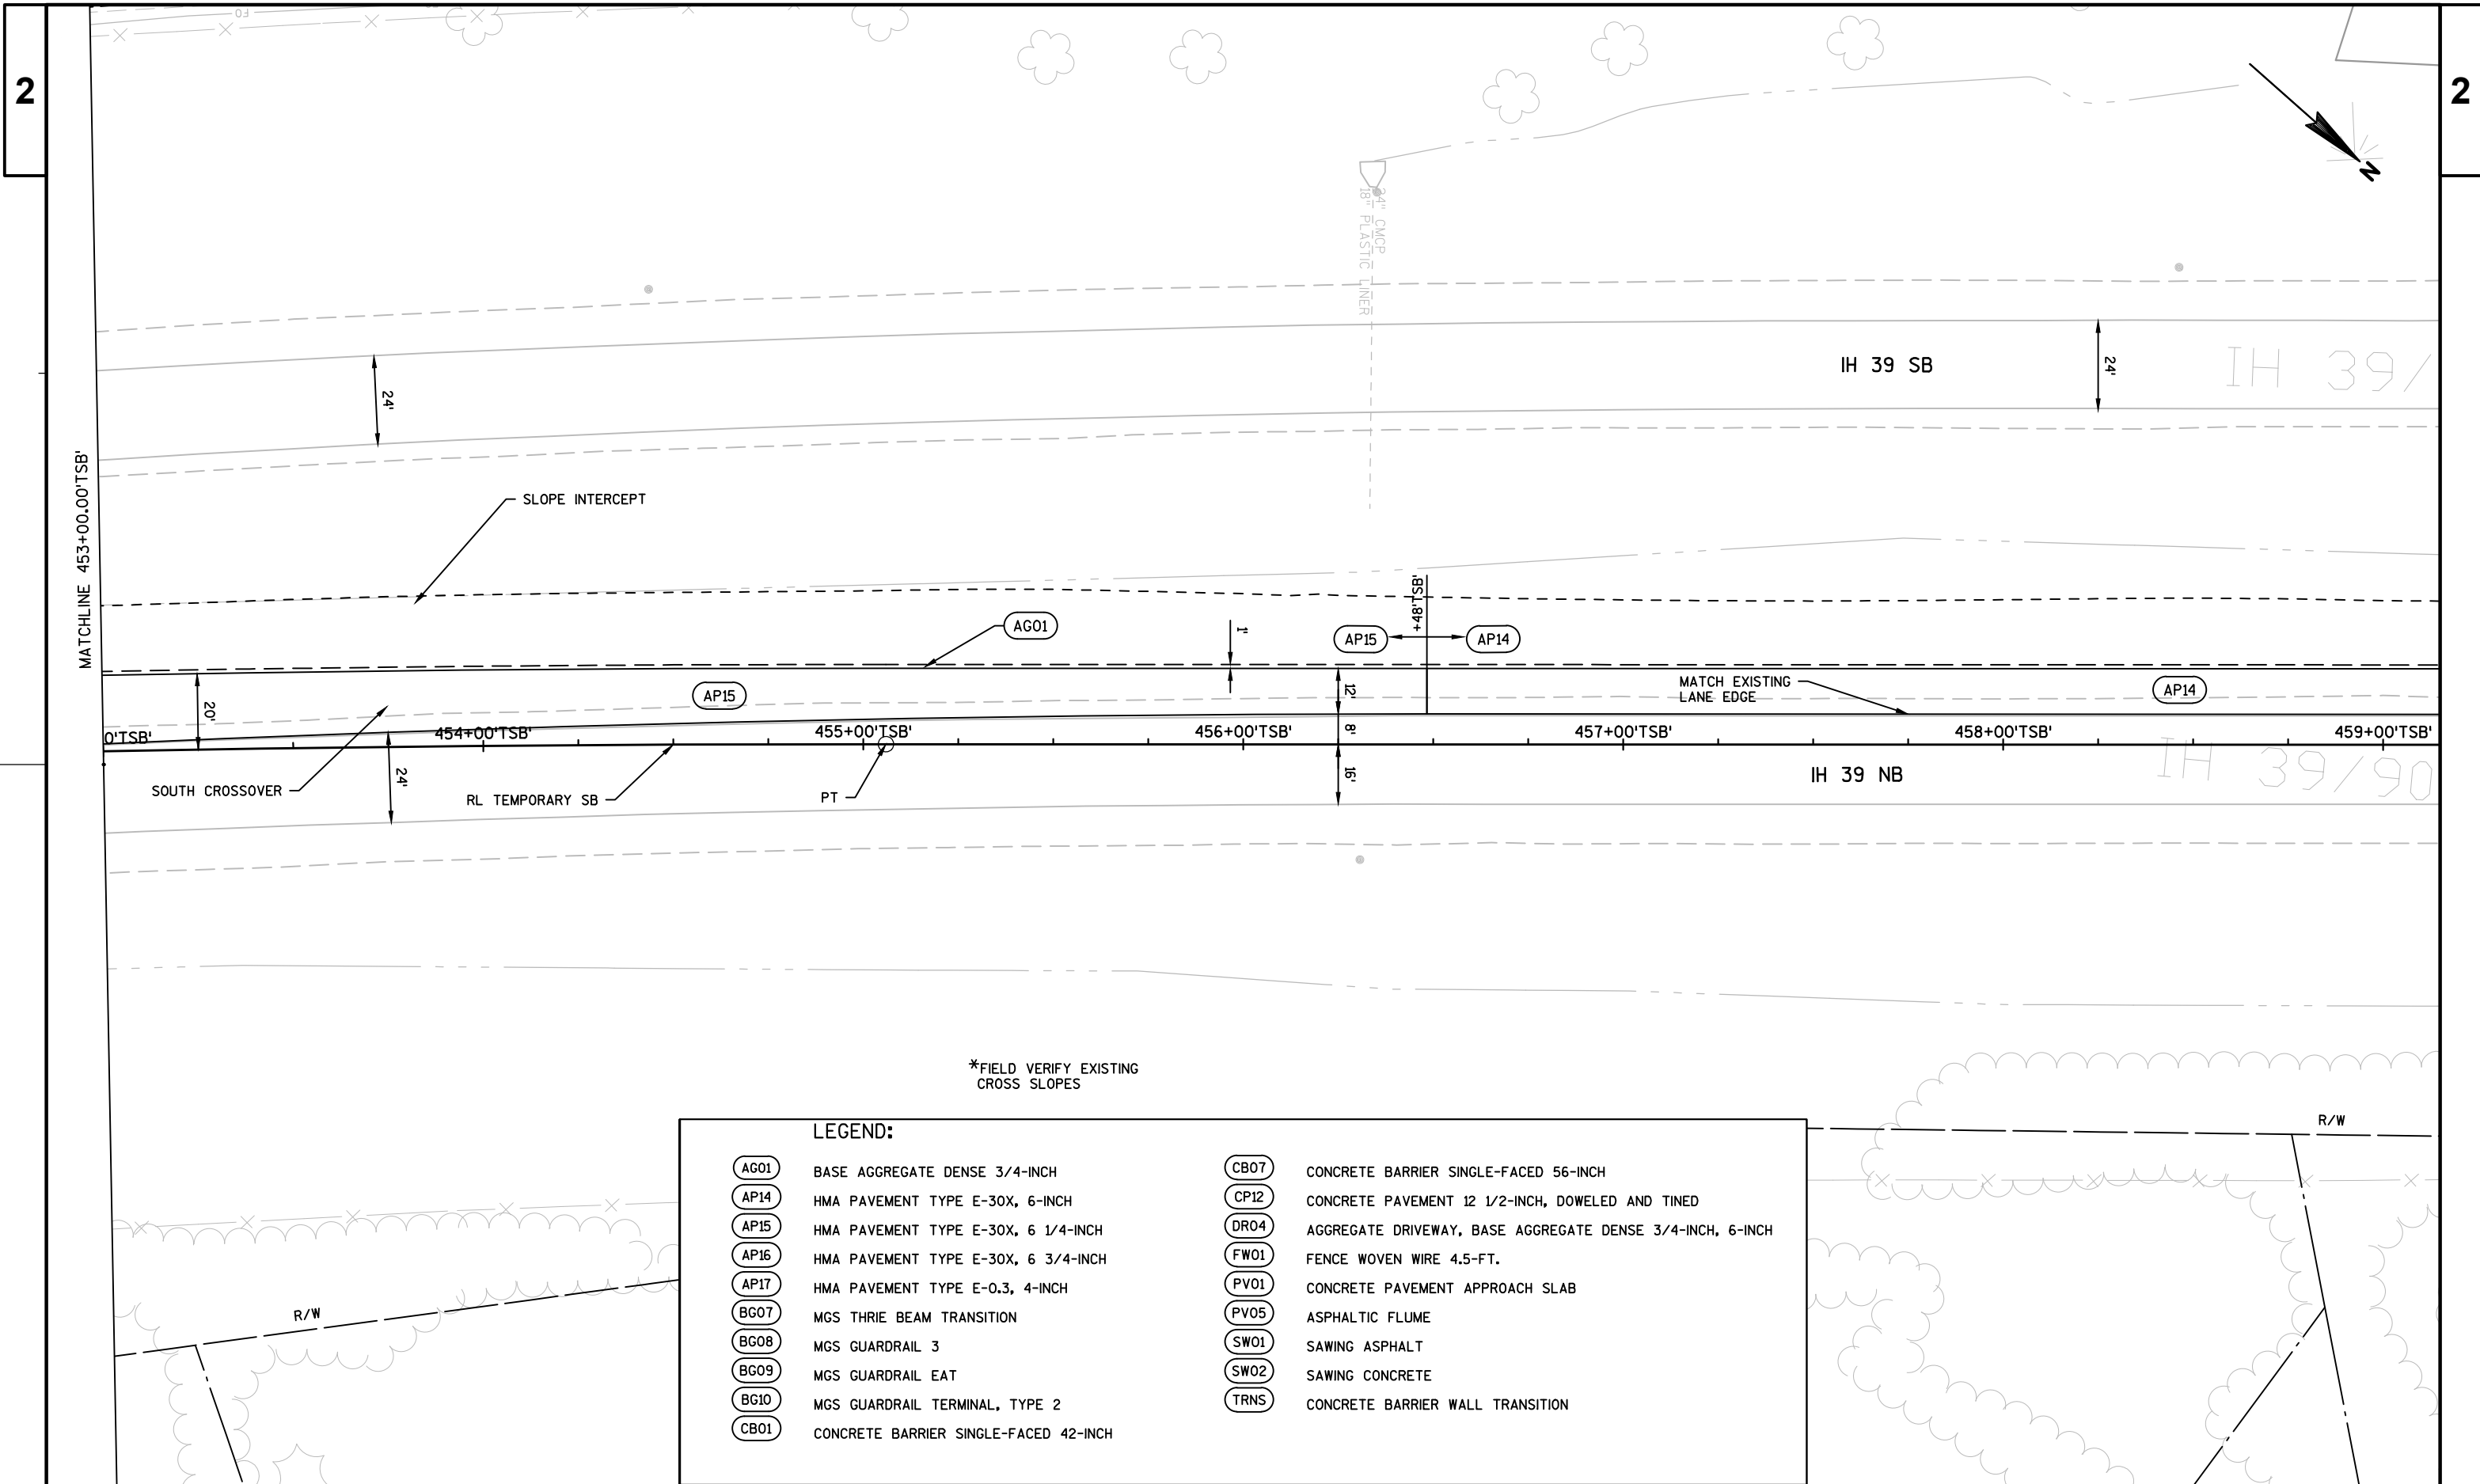 2
2
FO
N
24" CMCP
18" PLASTIC LINER
IH 39 SB
IH 39/
24'
24'
MATCHLINE 453+00.00'TSB'
SLOPE INTERCEPT
AG01
1'
+48'TSB'
AP15
AP14
AP15
12'
MATCH EXISTING
LANE EDGE
AP14
20'
0'TSB'
454+00'TSB'
455+00'TSB'
456+00'TSB'
457+00'TSB'
458+00'TSB'
459+00'TSB'
8'
SOUTH CROSSOVER
24'
RL TEMPORARY SB
PT
16'
IH 39 NB
IH 39/90
*FIELD VERIFY EXISTING
CROSS SLOPES
R/W
R/W
LEGEND:
AG01 BASE AGGREGATE DENSE 3/4-INCH
AP14 HMA PAVEMENT TYPE E-30X, 6-INCH
AP15 HMA PAVEMENT TYPE E-30X, 6 1/4-INCH
AP16 HMA PAVEMENT TYPE E-30X, 6 3/4-INCH
AP17 HMA PAVEMENT TYPE E-0.3, 4-INCH
BG07 MGS THRIE BEAM TRANSITION
BG08 MGS GUARDRAIL 3
BG09 MGS GUARDRAIL EAT
BG10 MGS GUARDRAIL TERMINAL, TYPE 2
CB01 CONCRETE BARRIER SINGLE-FACED 42-INCH
CB07 CONCRETE BARRIER SINGLE-FACED 56-INCH
CP12 CONCRETE PAVEMENT 12 1/2-INCH, DOWELED AND TINED
DR04 AGGREGATE DRIVEWAY, BASE AGGREGATE DENSE 3/4-INCH, 6-INCH
FW01 FENCE WOVEN WIRE 4.5-FT.
PV01 CONCRETE PAVEMENT APPROACH SLAB
PV05 ASPHALTIC FLUME
SW01 SAWING ASPHALT
SW02 SAWING CONCRETE
TRNS CONCRETE BARRIER WALL TRANSITION